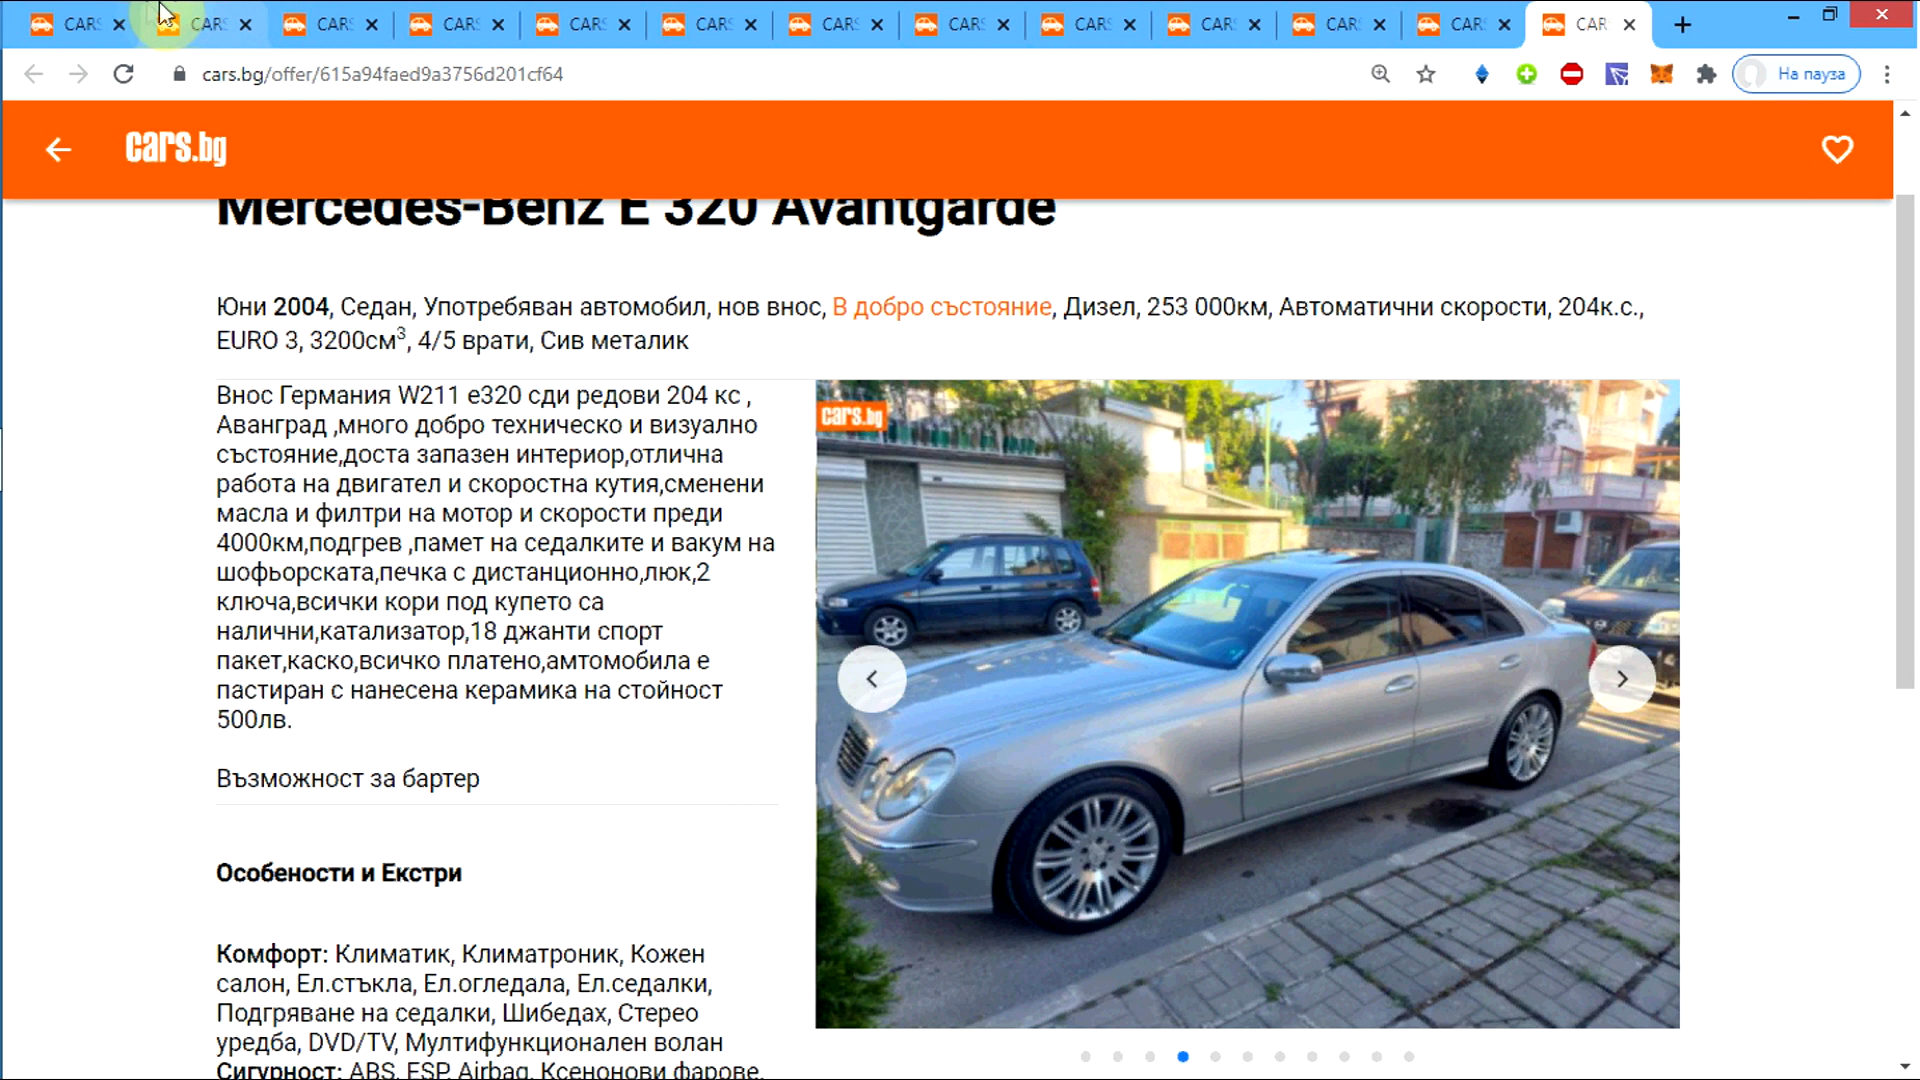 CARS
CARS
CARS
CARS
CARS
CARS
CARS
CARS
CARS
CARS
CARS
CARS
CAR
cars.bg/offer/615a94faed9a3756d201cf64
На пауза
cars.bg
Mercedes-Benz E 320 Avantgarde
Юни 2004, Седан, Употребяван автомобил, нов внос, В добро състояние, Дизел, 253 000км, Автоматични скорости, 204к.с.,
EURO 3, 3200см³, 4/5 врати, Сив металик
Внос Германия W211 е320 сди редови 204 кс ,
Аванград ,много добро техническо и визуално
състояние,доста запазен интериор,отлична
работа на двигател и скоростна кутия,сменени
масла и филтри на мотор и скорости преди
4000км,подгрев ,памет на седалките и вакум на
шофьорската,печка с дистанционно,люк,2
ключа,всички кори под купето са
налични,катализатор,18 джанти спорт
пакет,каско,всичко платено,амтомобила е
пастиран с нанесена керамика на стойност
500лв.
cars.bg
Възможност за бартер
Особености и Екстри
Комфорт: Климатик, Климатроник, Кожен
салон, Ел.стъкла, Ел.огледала, Ел.седалки,
Подгряване на седалки, Шибедах, Стерео
уредба, DVD/TV, Мултифункционален волан
Сигурност: ABS, ESP, Airbag, Ксенонови фарове,